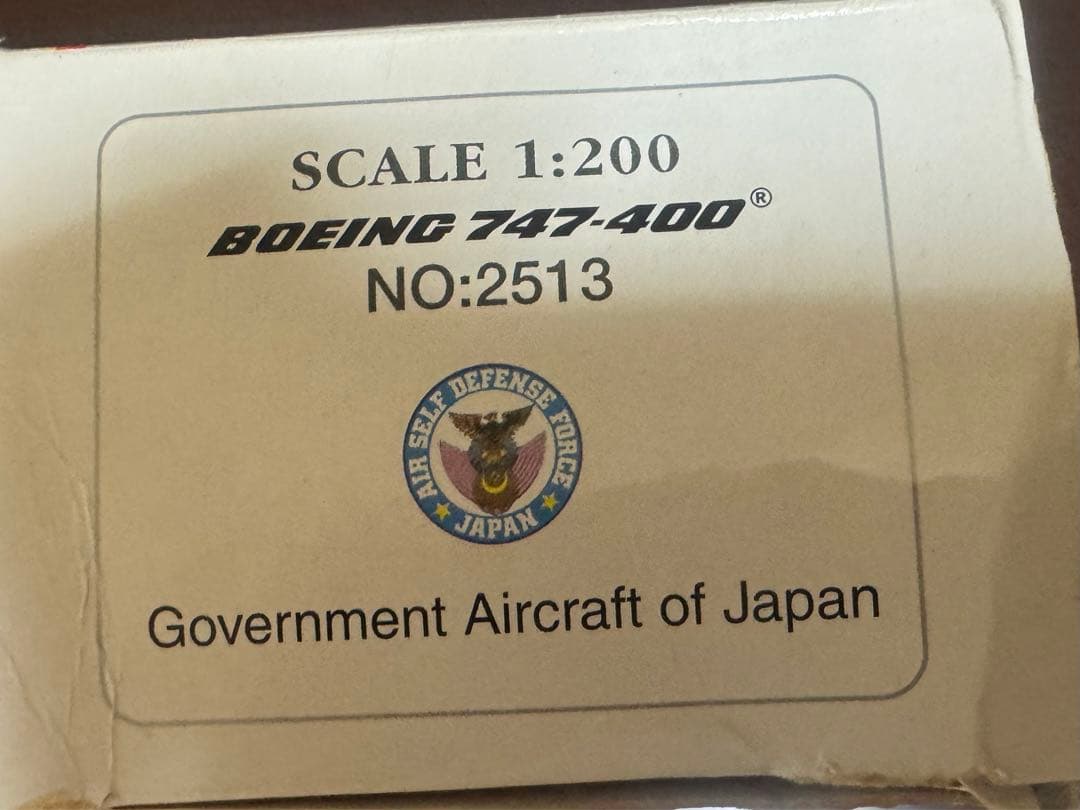 SCALE 1:200
BOEING 747-400®
NO:2513
AIR SELF DEFENSE FORCE
JAPAN
Government Aircraft of Japan